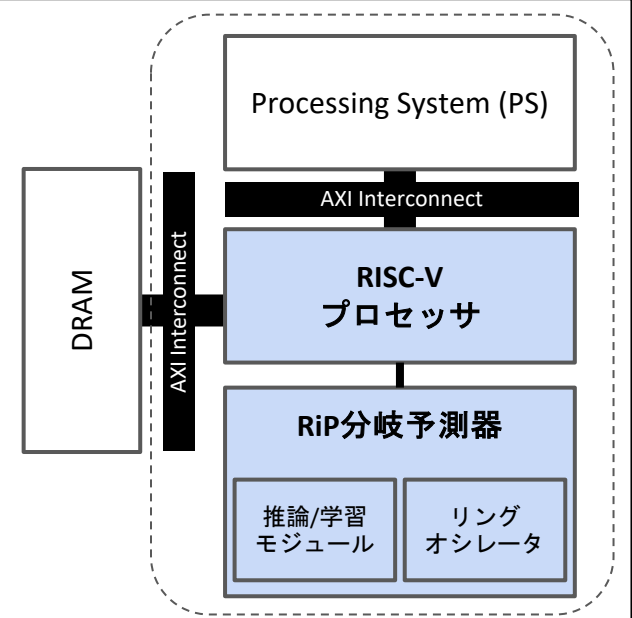 Processing System (PS)
AXI Interconnect
DRAM
AXI Interconnect
RISC-V
プロセッサ
RiP分岐予測器
推論/学習
モジュール
リング
オシレータ